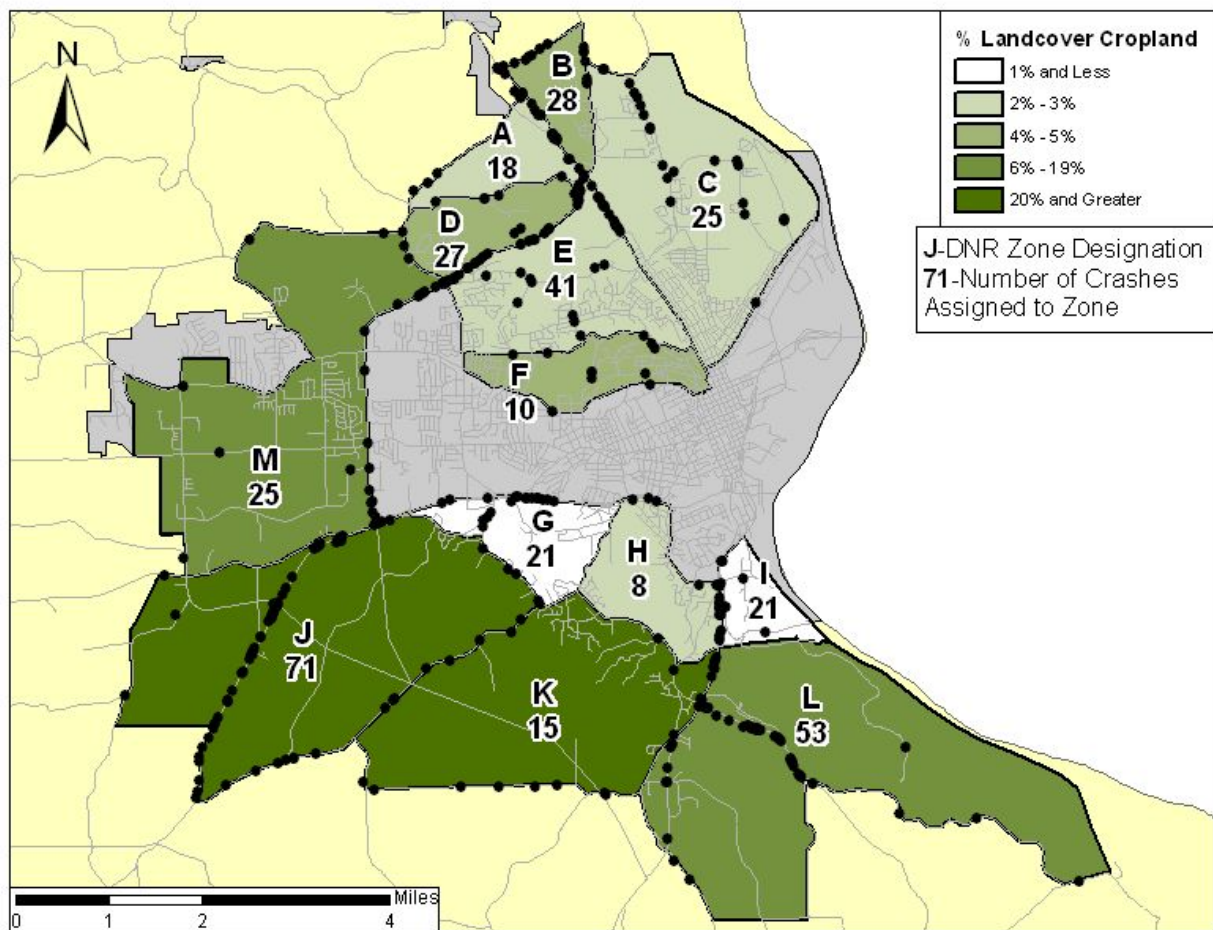 N
% Landcover Cropland
1% and Less
2% - 3%
4% - 5%
6% - 19%
20% and Greater
J-DNR Zone Designation
71-Number of Crashes
Assigned to Zone
B
28
A
18
C
25
D
27
E
41
F
10
M
25
G
21
H
8
I
21
J
71
K
15
L
53
Miles
0 1 2 4